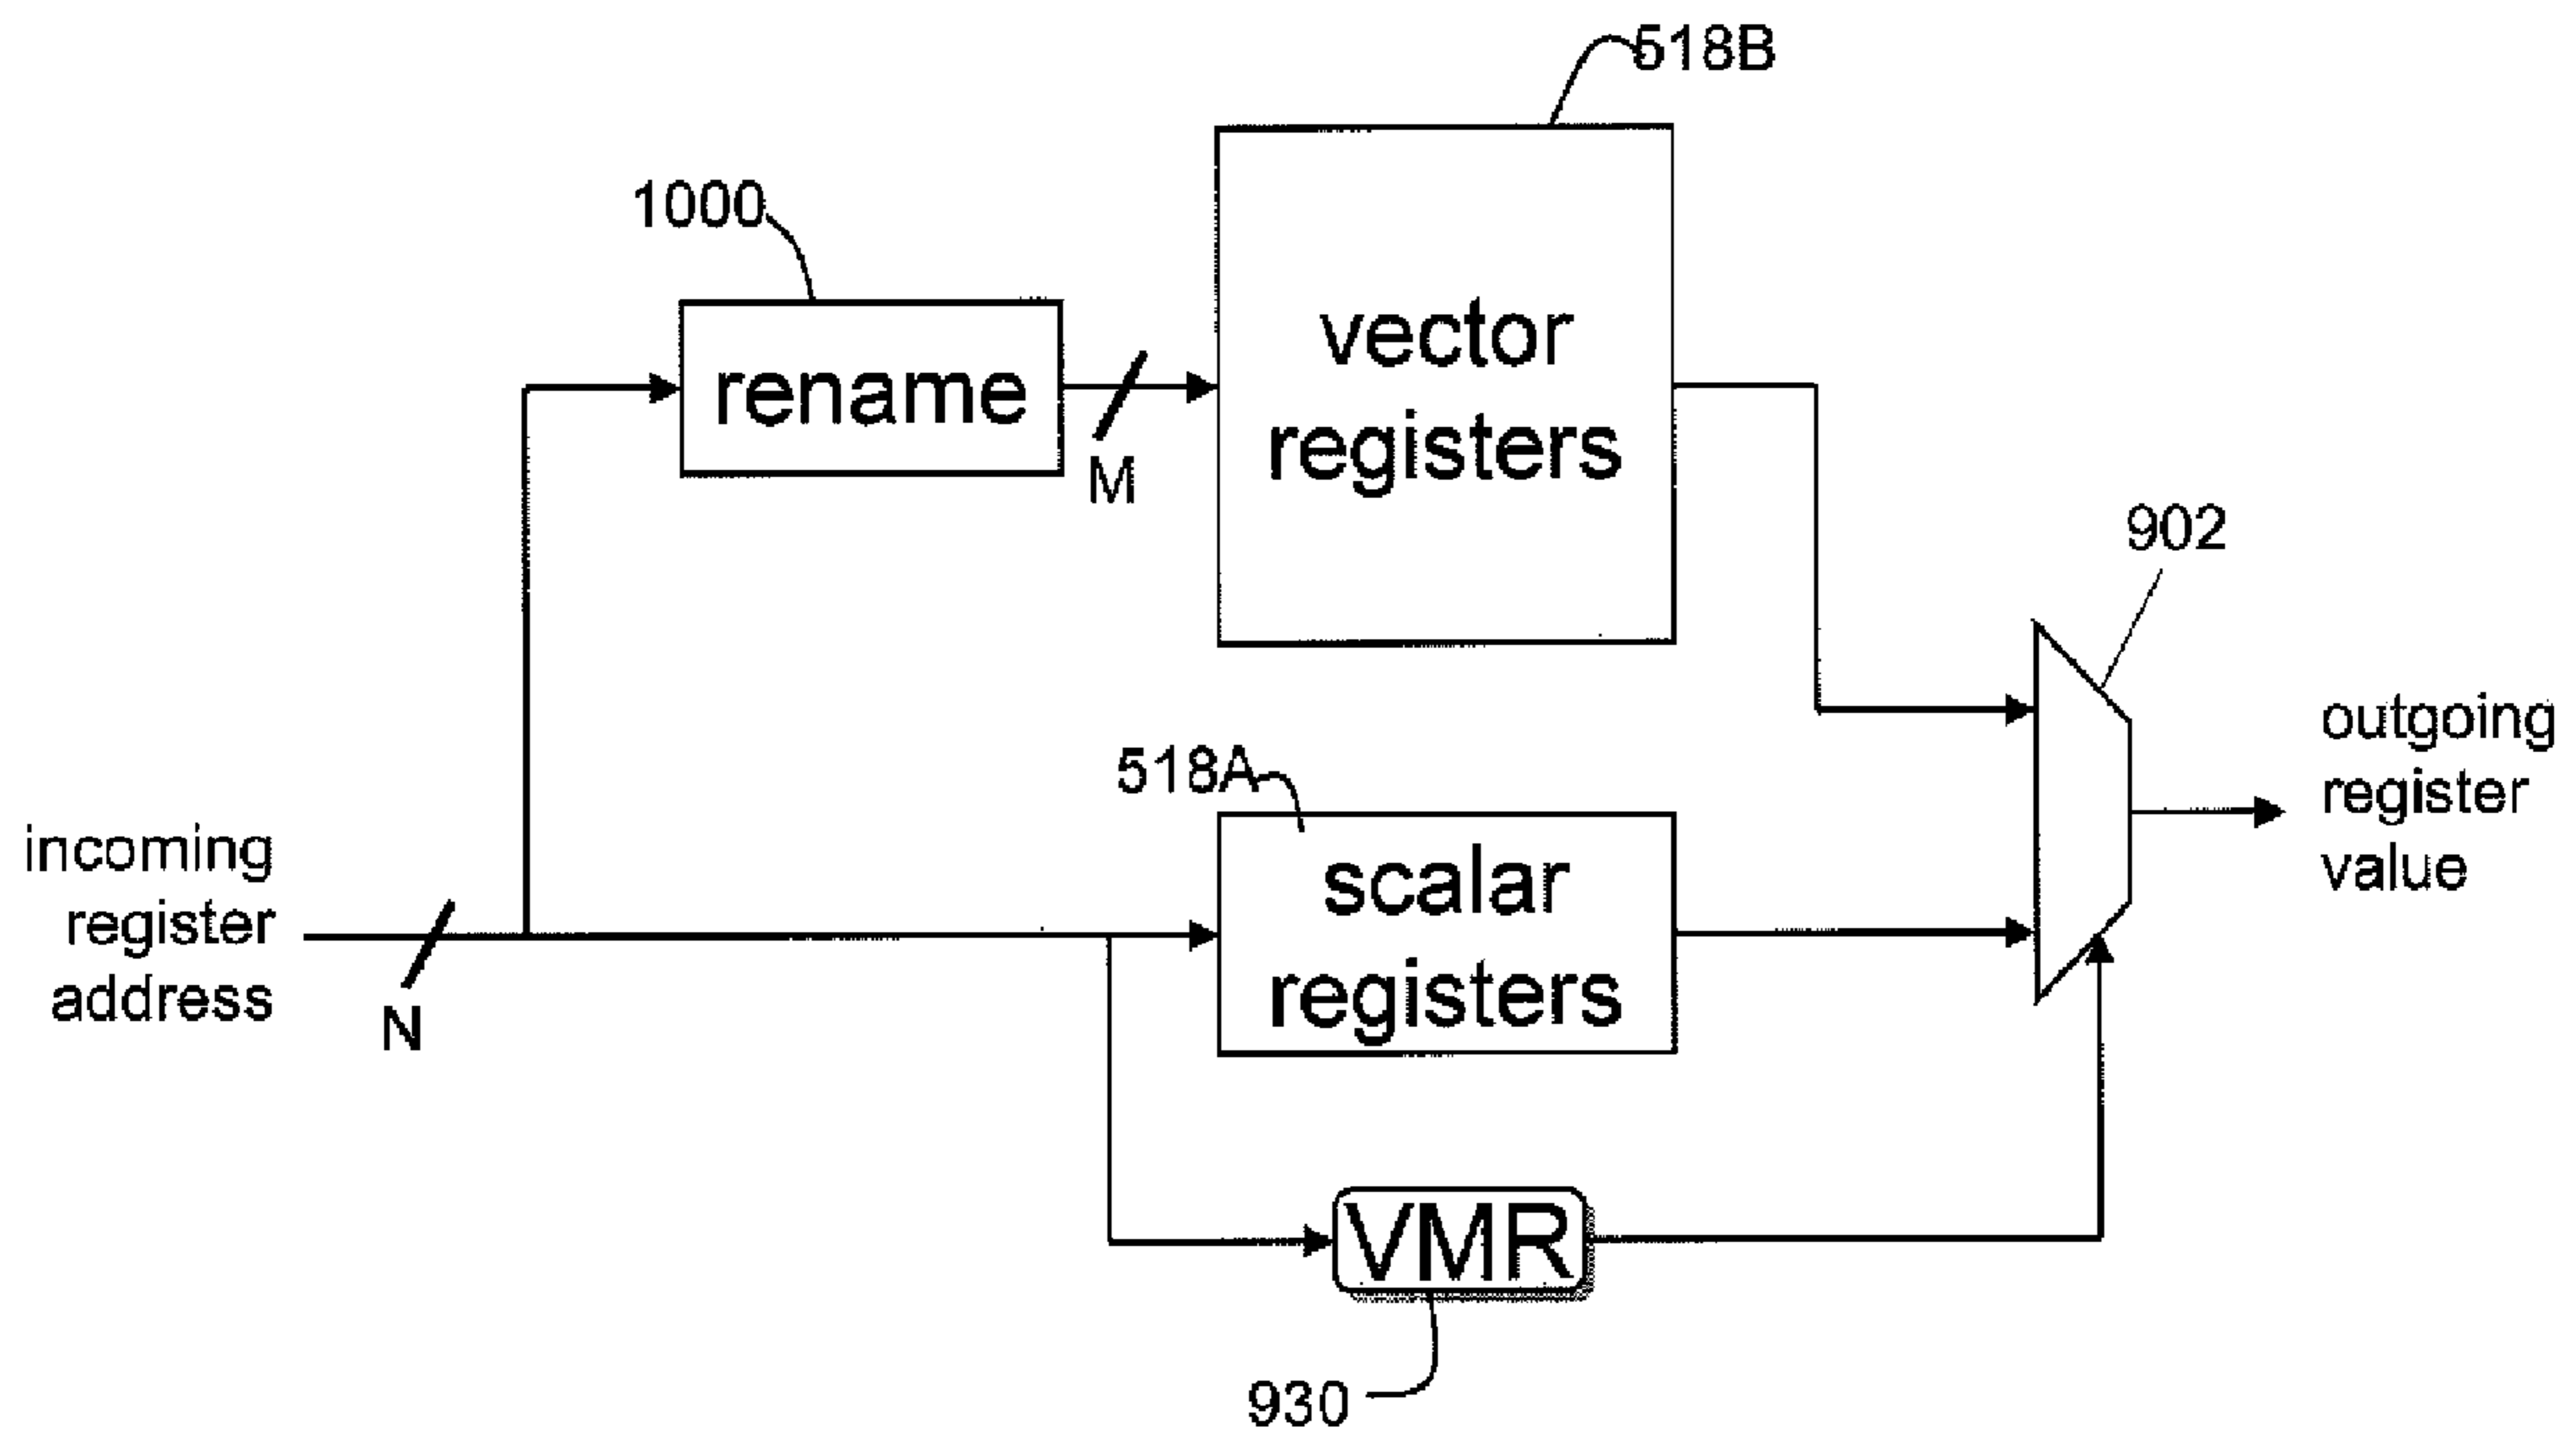 518B
1000
vector
registers
rename
M
902
outgoing
register
value
518A
incoming
register
address
N
scalar
registers
VMR
930